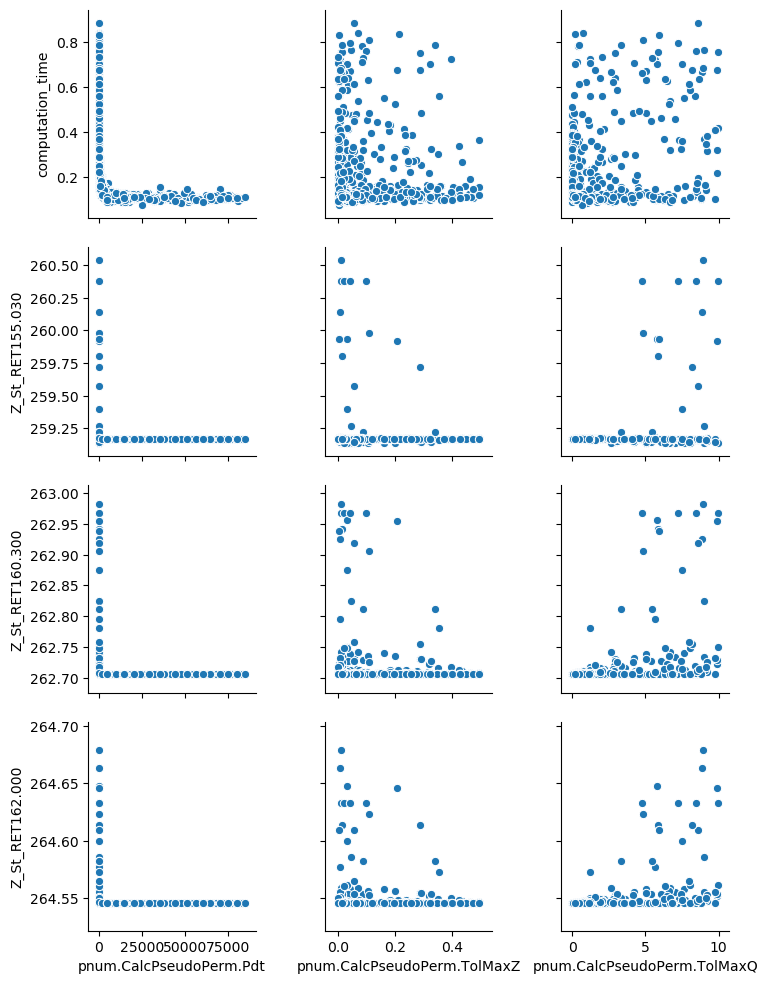 computation_time
0.8
0.6
0.4
0.2
Z_St_RET155.030
260.50
260.25
260.00
259.75
259.50
259.25
Z_St_RET160.300
263.00
262.95
262.90
262.85
262.80
262.75
262.70
Z_St_RET162.000
264.70
264.65
264.60
264.55
0 25000 50000 75000
0.0 0.2 0.4
0 5 10
pnum.CalcPseudoPerm.Pdt
pnum.CalcPseudoPerm.TolMaxZ
pnum.CalcPseudoPerm.TolMaxQ